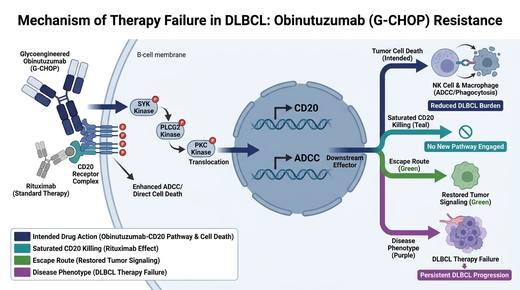 Mechanism of Therapy Failure in DLBCL: Obinutuzumab (G-CHOP) Resistance
Glycoengineered
Obinutuzumab
(G-CHOP)
B-cell membrane
SYK
Kinase
P
PLCG2
Kinase
P
PKC
Kinase
P
Translocation
P
P
P
P
CD20
Receptor
Complex
Rituximab
(Standard Therapy)
Enhanced ADCC/
Direct Cell Death
CD20
ADCC
Downstream
Effector
Tumor Cell Death
(Intended)
NK Cell & Macrophage
(ADCC/Phagocytosis)
Reduced DLBCL Burden
Saturated CD20
Killing (Teal)
No New Pathway Engaged
Escape Route
(Green)
Restored Tumor
Signaling (Green)
Disease
Phenotype
(Purple)
DLBCL Therapy Failure
Persistent DLBCL Progression
Intended Drug Action (Obinutuzumab-CD20 Pathway & Cell Death)
Saturated CD20 Killing (Rituximab Effect)
Escape Route (Restored Tumor Signaling)
Disease Phenotype (DLBCL Therapy Failure)